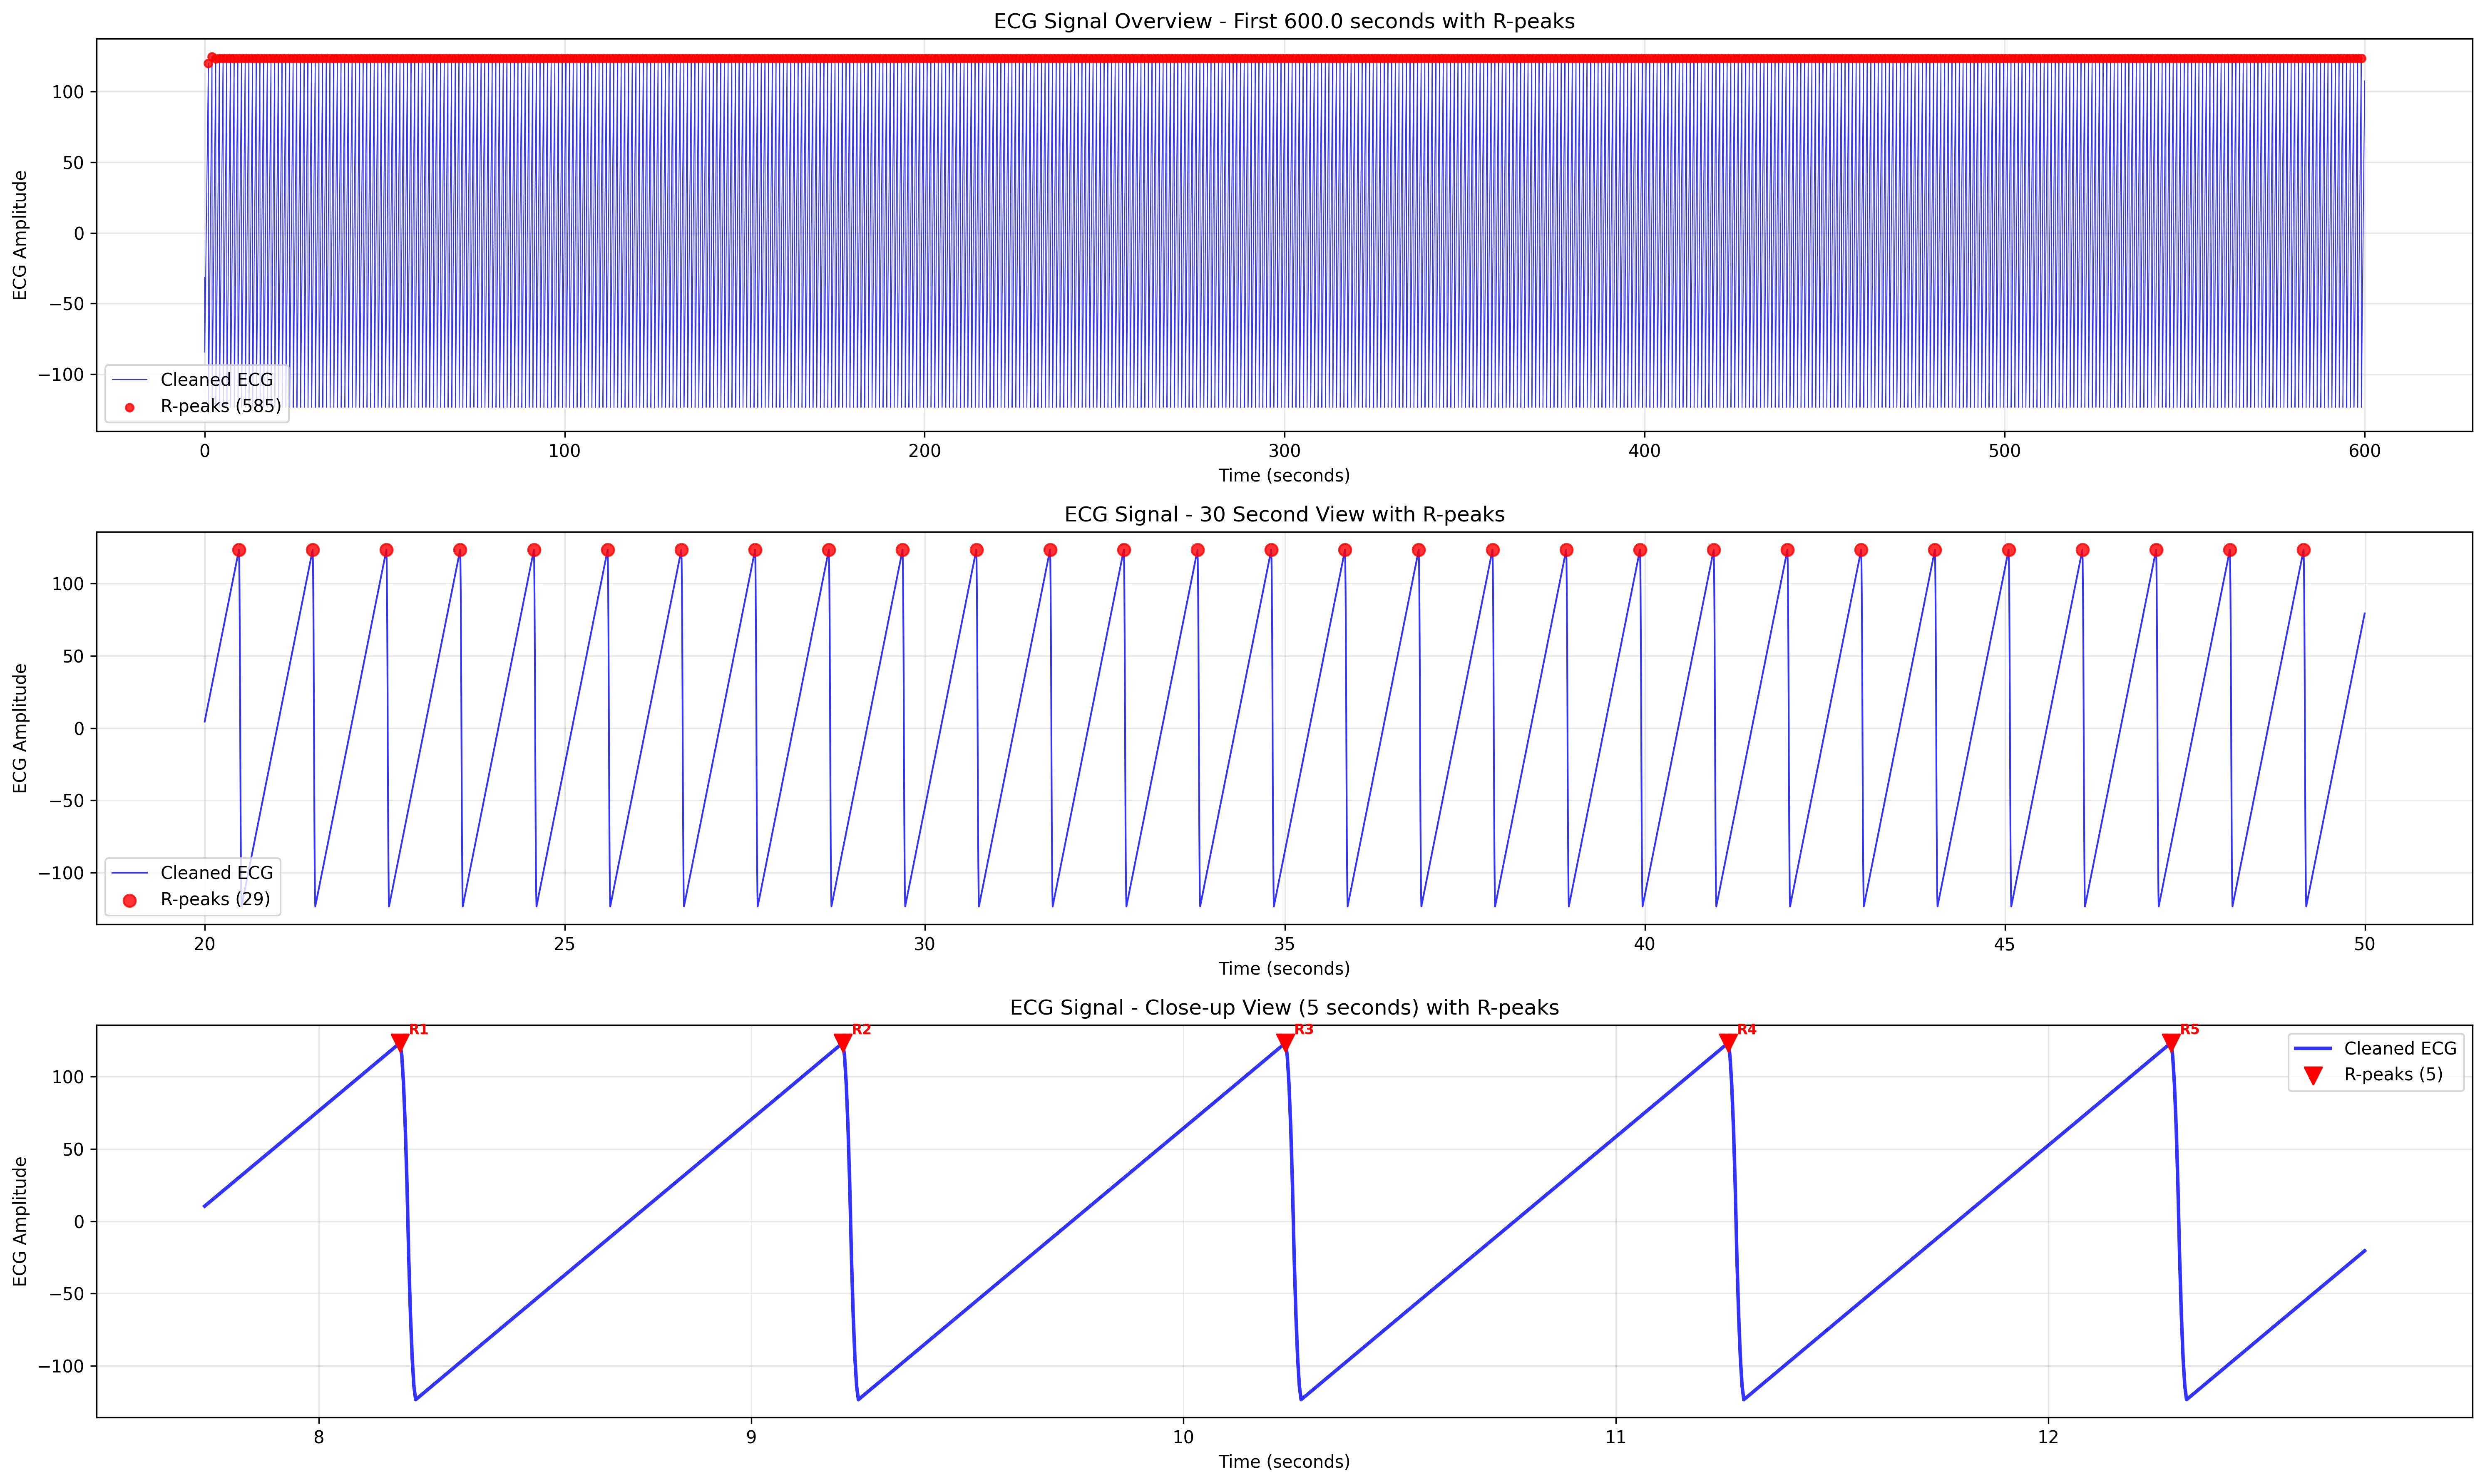 ECG Signal Overview - First 600.0 seconds with R-peaks
ECG Amplitude
100
50
0
−50
−100
Cleaned ECG
R-peaks (585)
0 100 200 300 400 500 600
Time (seconds)
ECG Signal - 30 Second View with R-peaks
ECG Amplitude
100
50
0
−50
−100
Cleaned ECG
R-peaks (29)
20 25 30 35 40 45 50
Time (seconds)
ECG Signal - Close-up View (5 seconds) with R-peaks
R1 R2 R3 R4 R5
ECG Amplitude
100
50
0
−50
−100
Cleaned ECG
R-peaks (5)
8 9 10 11 12
Time (seconds)